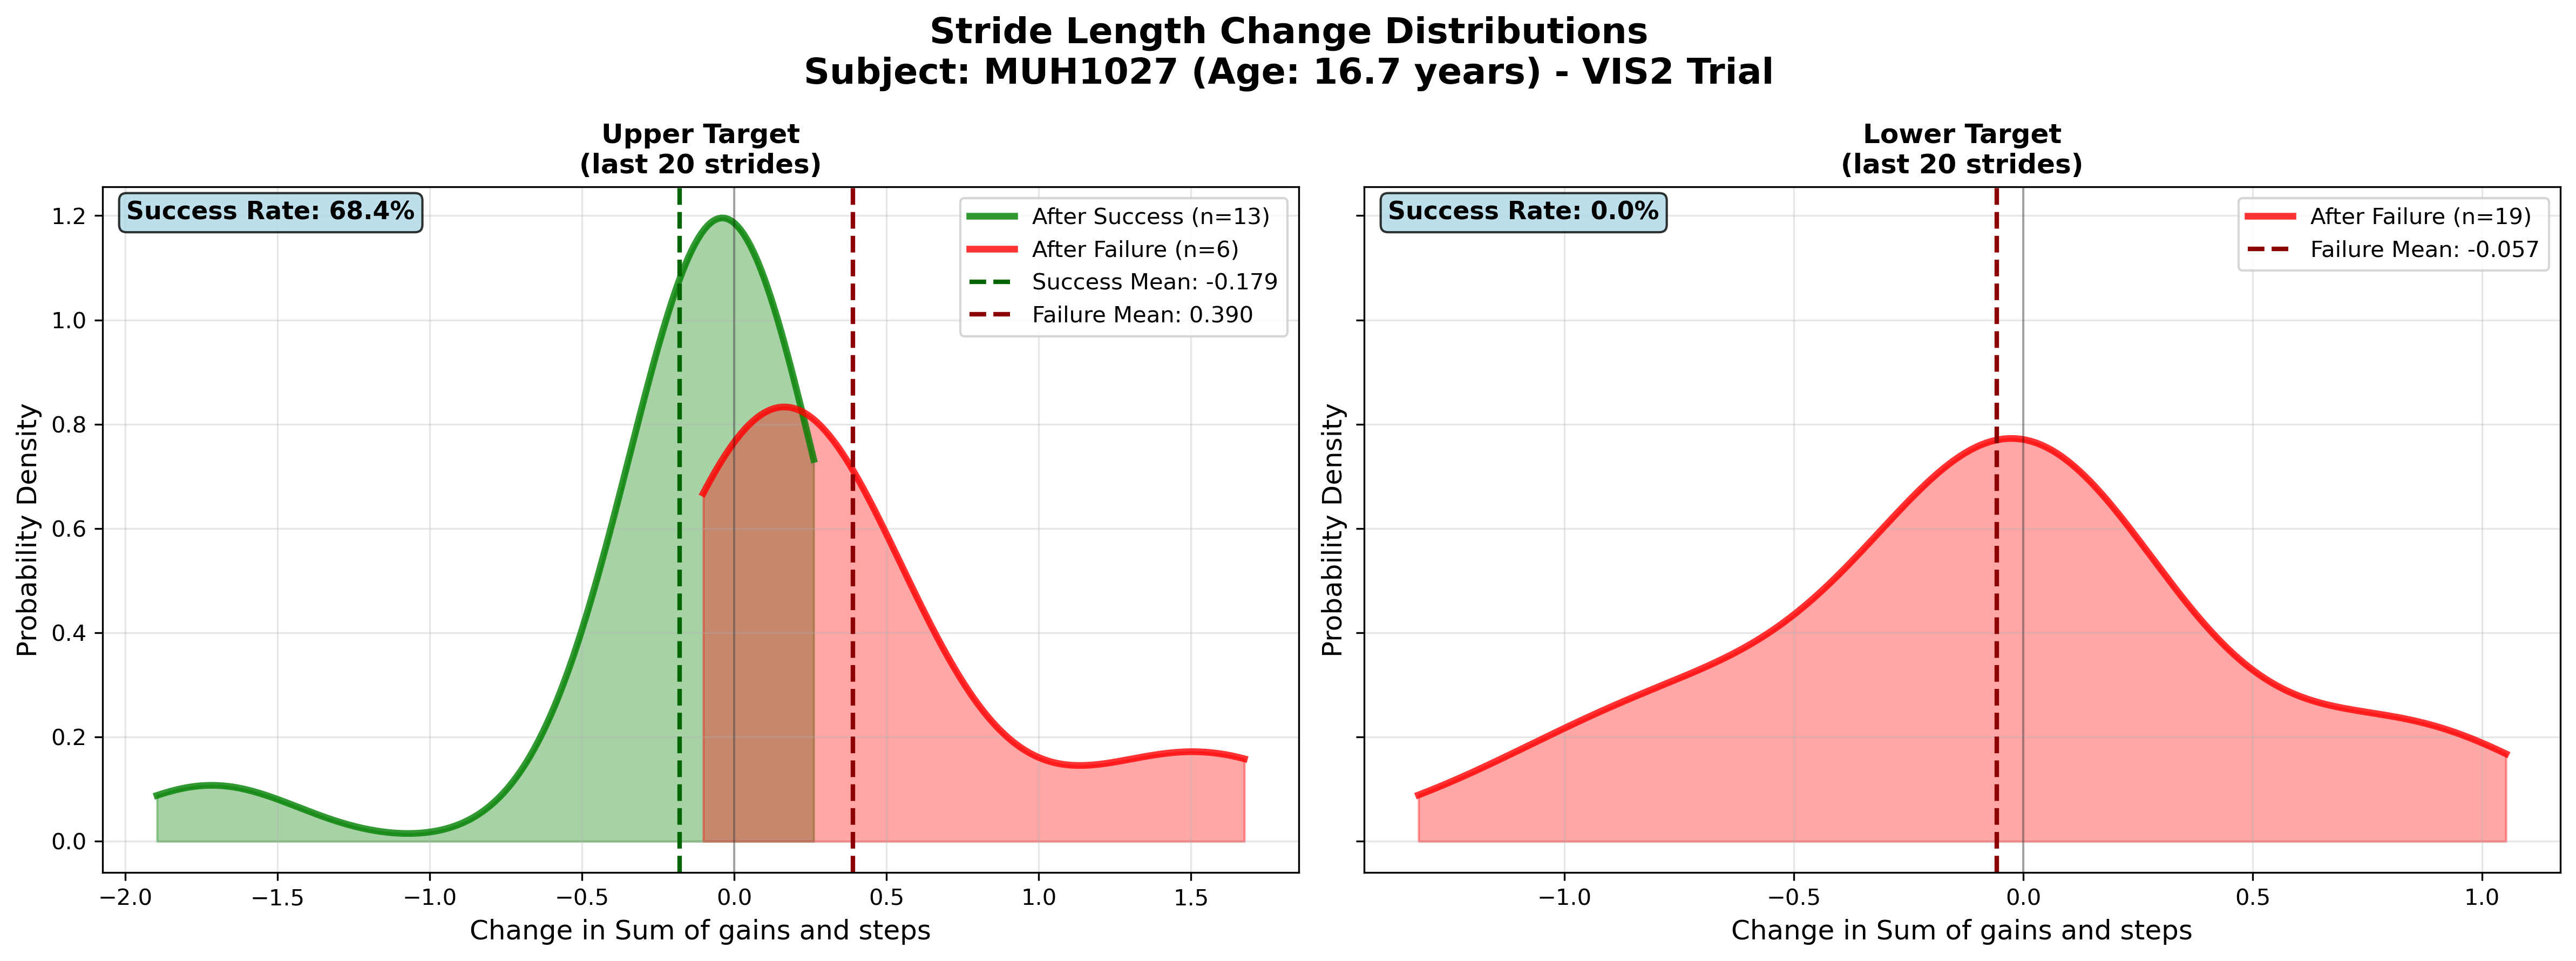 Stride Length Change Distributions
Subject: MUH1027 (Age: 16.7 years) - VIS2 Trial
Upper Target
(last 20 strides)
Success Rate: 68.4%
After Success (n=13)
After Failure (n=6)
Success Mean: -0.179
Failure Mean: 0.390
Probability Density
1.2
1.0
0.8
0.6
0.4
0.2
0.0
−2.0 −1.5 −1.0 −0.5 0.0 0.5 1.0 1.5
Change in Sum of gains and steps
Lower Target
(last 20 strides)
Success Rate: 0.0%
After Failure (n=19)
Failure Mean: -0.057
Probability Density
−1.0 −0.5 0.0 0.5 1.0
Change in Sum of gains and steps